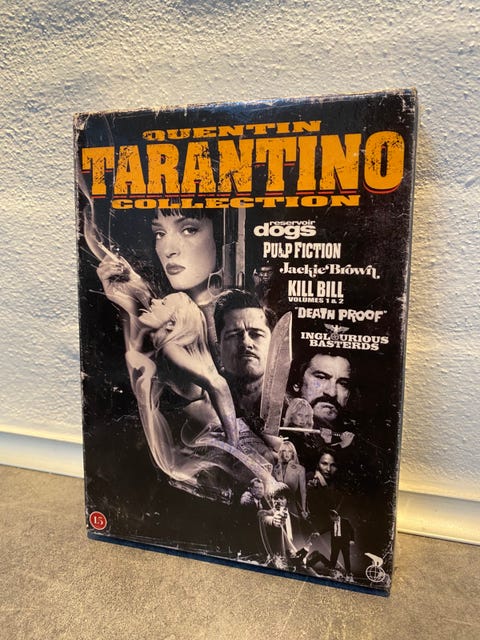 QUENTIN
TARANTINO
COLLECTION
reservoir
dogs
PULP FICTION
Jackie Brown
KILL BILL
VOLUMES 1 & 2
"DEATH PROOF"
INGLOURIOUS
BASTERDS
15